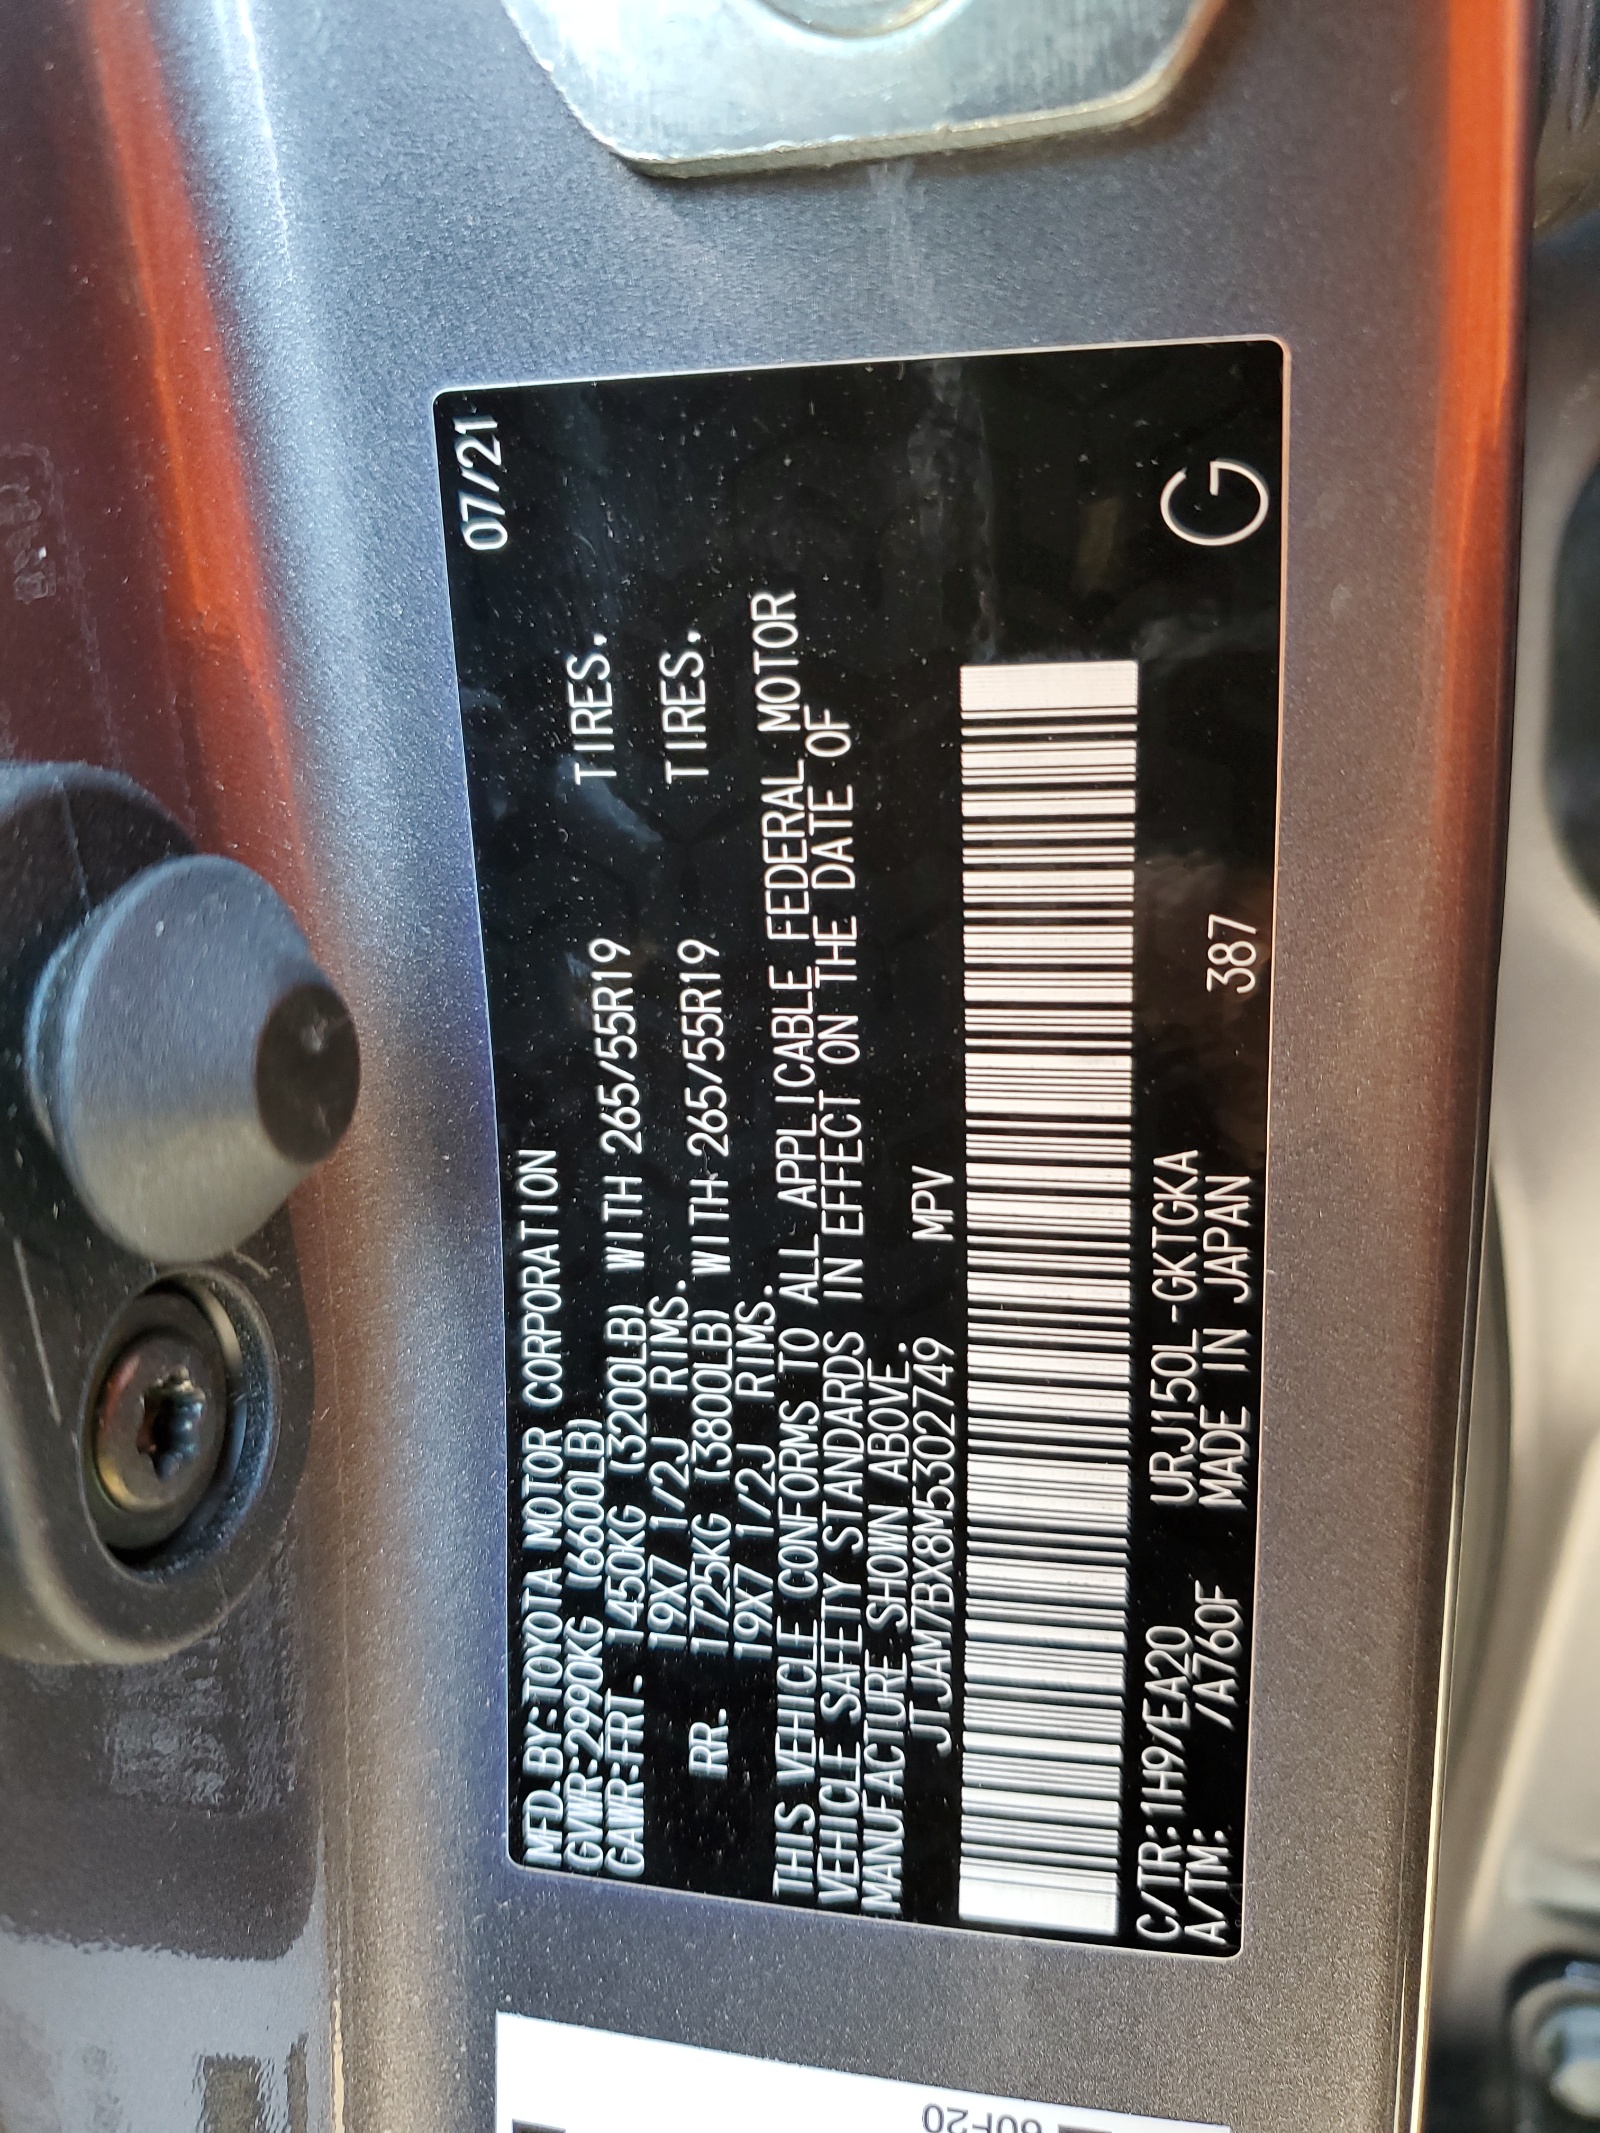 07/21
MFD.BY:TOYOTA MOTOR CORPORATION
GVWR:2990KG (6600LB)
GAWR:FRT. 1450KG (3200LB) WITH 265/55R19 TIRES.
19X7 1/2J RIMS.
RR. 1725KG (3800LB) WITH 265/55R19 TIRES.
19X7 1/2J RIMS.
THIS VEHICLE CONFORMS TO ALL APPLICABLE FEDERAL MOTOR
VEHICLE SAFETY STANDARDS IN EFFECT ON THE DATE OF
MANUFACTURE SHOWN ABOVE.
JTJAM7BX8M5302749 MPV
C/TR:1H9/EA20 URJ150L-GKTGKA
A/TM: /A760F MADE IN JAPAN 387 G
60F20